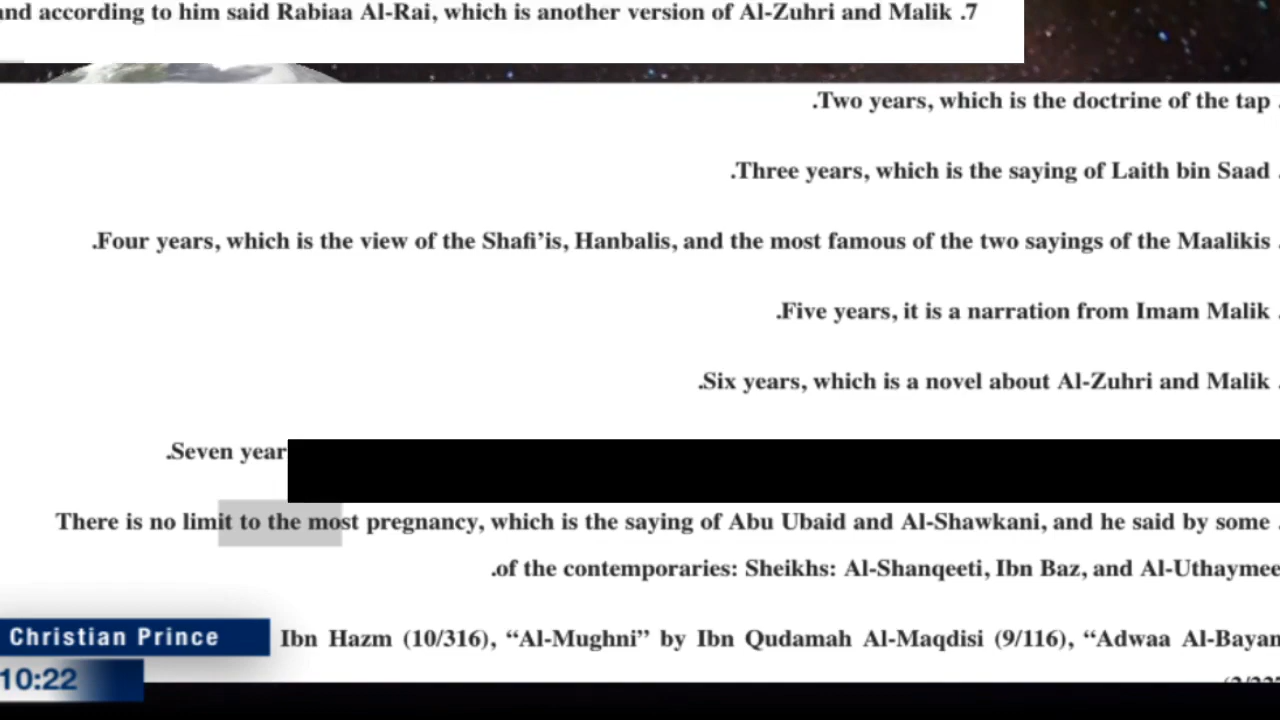 and according to him said Rabiaa Al-Rai, which is another version of Al-Zuhri and Malik .7
.Two years, which is the doctrine of the tap .
.Three years, which is the saying of Laith bin Saad .
.Four years, which is the view of the Shafi’is, Hanbalis, and the most famous of the two sayings of the Maalikis .
.Five years, it is a narration from Imam Malik .
.Six years, which is a novel about Al-Zuhri and Malik .
.Seven year
There is no limit to the most pregnancy, which is the saying of Abu Ubaid and Al-Shawkani, and he said by some .
.of the contemporaries: Sheikhs: Al-Shanqeeti, Ibn Baz, and Al-Uthaymee
Ibn Hazm (10/316), “Al-Mughni” by Ibn Qudamah Al-Maqdisi (9/116), “Adwaa Al-Bayan
Christian Prince
10:22